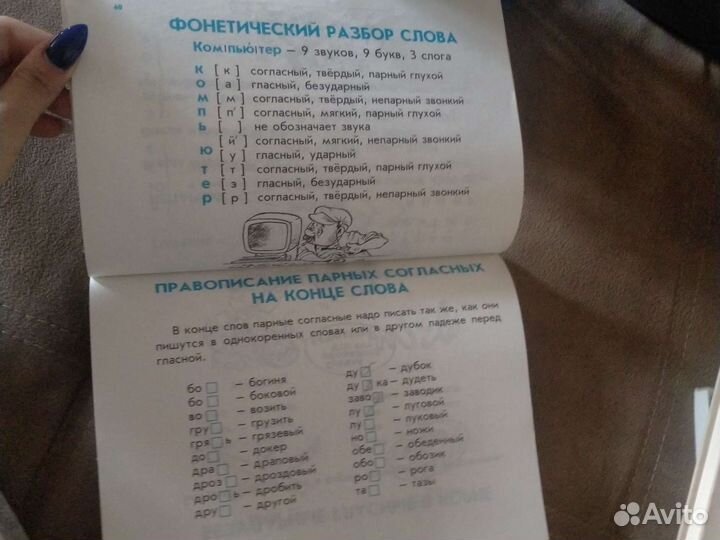 68
ФОНЕТИЧЕСКИЙ РАЗБОР СЛОВА
Ком|пью́|тер – 9 звуков, 9 букв, 3 слога
К [ к ] согласный, твёрдый, парный глухой
О [ а ] гласный, безударный
М [ м ] согласный, твёрдый, непарный звонкий
П [ п' ] согласный, мягкий, парный глухой
Ь [ ] не обозначает звука
[ й' ] согласный, мягкий, непарный звонкий
Ю [ у ] гласный, ударный
Т [ т ] согласный, твёрдый, парный глухой
Е [ э ] гласный, безударный
Р [ р ] согласный, твёрдый, непарный звонкий
ПРАВОПИСАНИЕ ПАРНЫХ СОГЛАСНЫХ
НА КОНЦЕ СЛОВА
В конце слов парные согласные надо писать так же, как они
пишутся в однокоренных словах или в другом падеже перед
гласной.
бо□ – богиня
бо□ – боковой
во□ – возить
гру□ – грузить
гря□ь – грязевый
до□ – докер
дра□ – драповый
дроз□ – дроздовый
дро□ь – дробить
дру□ – другой
ду□ – дубок
ду□ка – дудеть
заво□ – заводик
лу□ – луговой
лу□ – луковый
но□ – ножи
обе□ – обеденный
обо□ – обозик
ро□ – рога
та□ – тазы
Avito